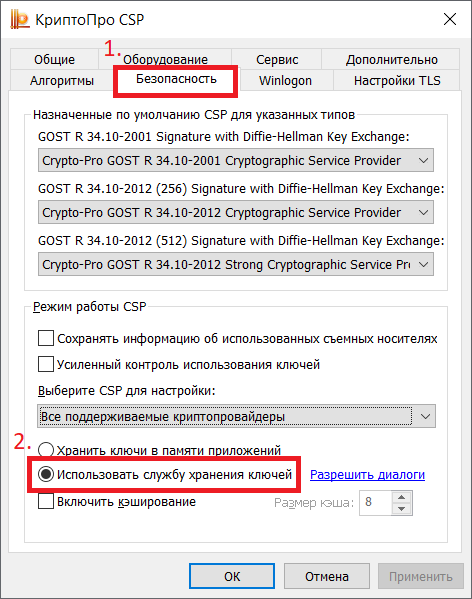 КриптоПро CSP
1.
Общие Оборудование Сервис Дополнительно
Алгоритмы Безопасность Winlogon Настройки TLS
Назначенные по умолчанию CSP для указанных типов
GOST R 34.10-2001 Signature with Diffie-Hellman Key Exchange:
Crypto-Pro GOST R 34.10-2001 Cryptographic Service Provider
GOST R 34.10-2012 (256) Signature with Diffie-Hellman Key Exchange:
Crypto-Pro GOST R 34.10-2012 Cryptographic Service Provider
GOST R 34.10-2012 (512) Signature with Diffie-Hellman Key Exchange:
Crypto-Pro GOST R 34.10-2012 Strong Cryptographic Service Pr
Режим работы CSP
Сохранять информацию об использованных съемных носителях
Усиленный контроль использования ключей
Выберите CSP для настройки:
Все поддерживаемые криптопровайдеры
2.
Хранить ключи в памяти приложений
Использовать службу хранения ключей Разрешить диалоги
Включить кэширование Размер кэша: 8
ОК Отмена Применить